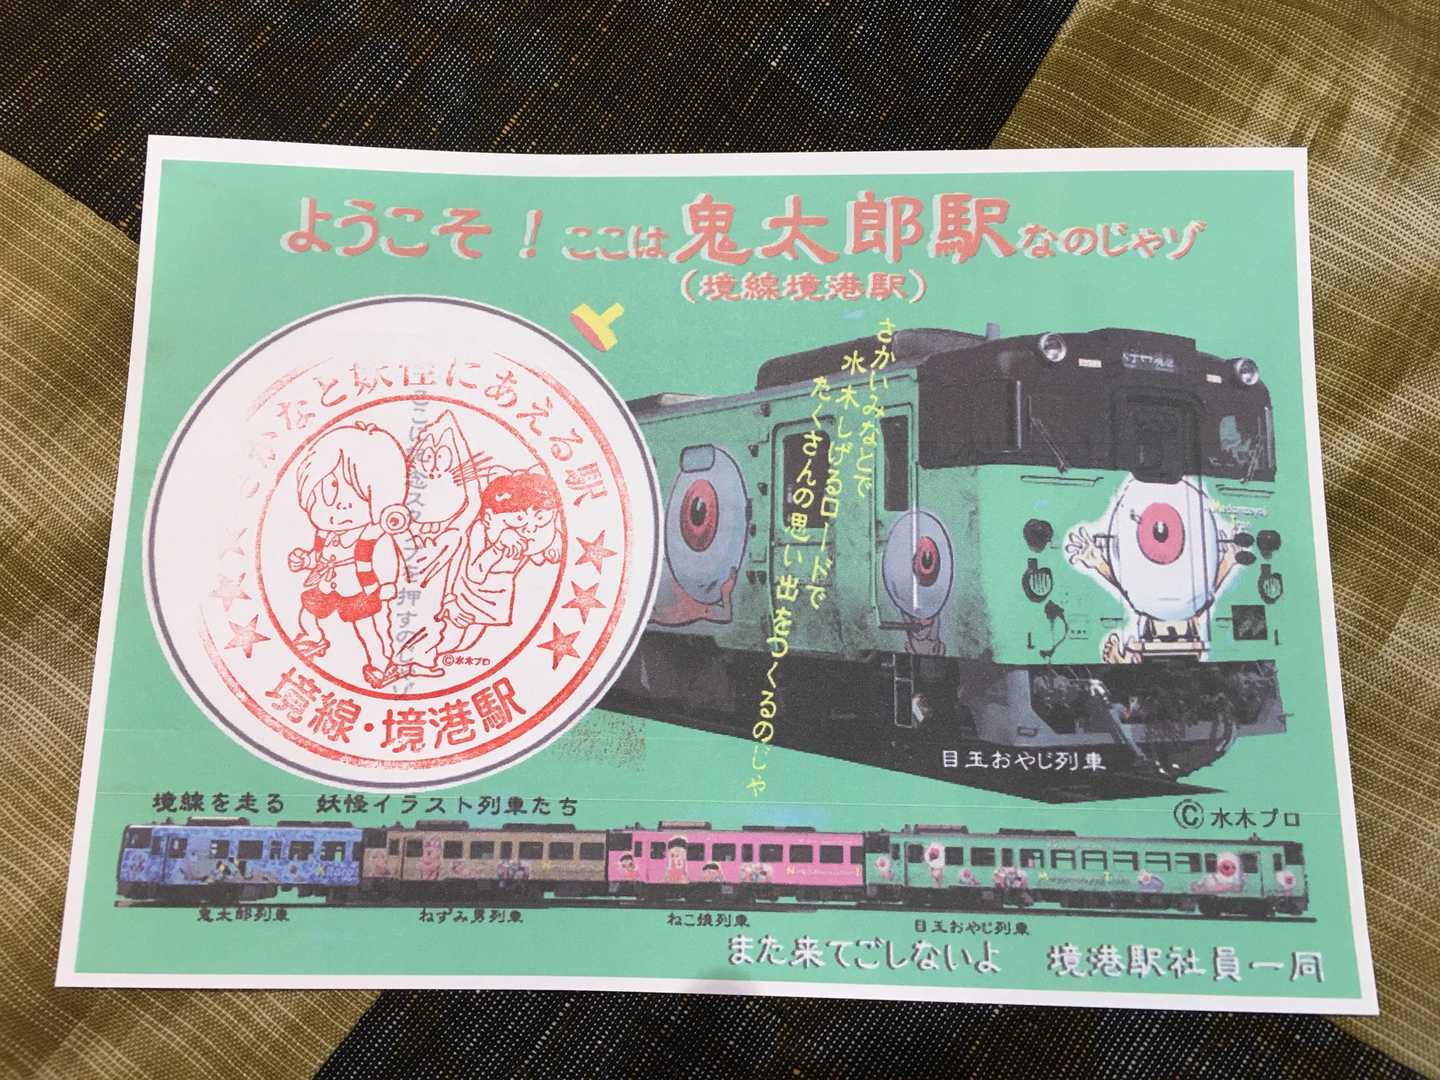 ようこそ！ここは鬼太郎駅なのじゃゾ
(境線境港駅)
さかなと妖怪にあえる駅
©水木プロ
境線・境港駅
さかいみなとで
水木しげるロードで
たくさんの思い出をつくるのじゃ
目玉おやじ列車
©水木プロ
境線を走る 妖怪イラスト列車たち
鬼太郎列車
ねずみ男列車
ねこ娘列車
目玉おやじ列車
また来てごしないよ 境港駅社員一同